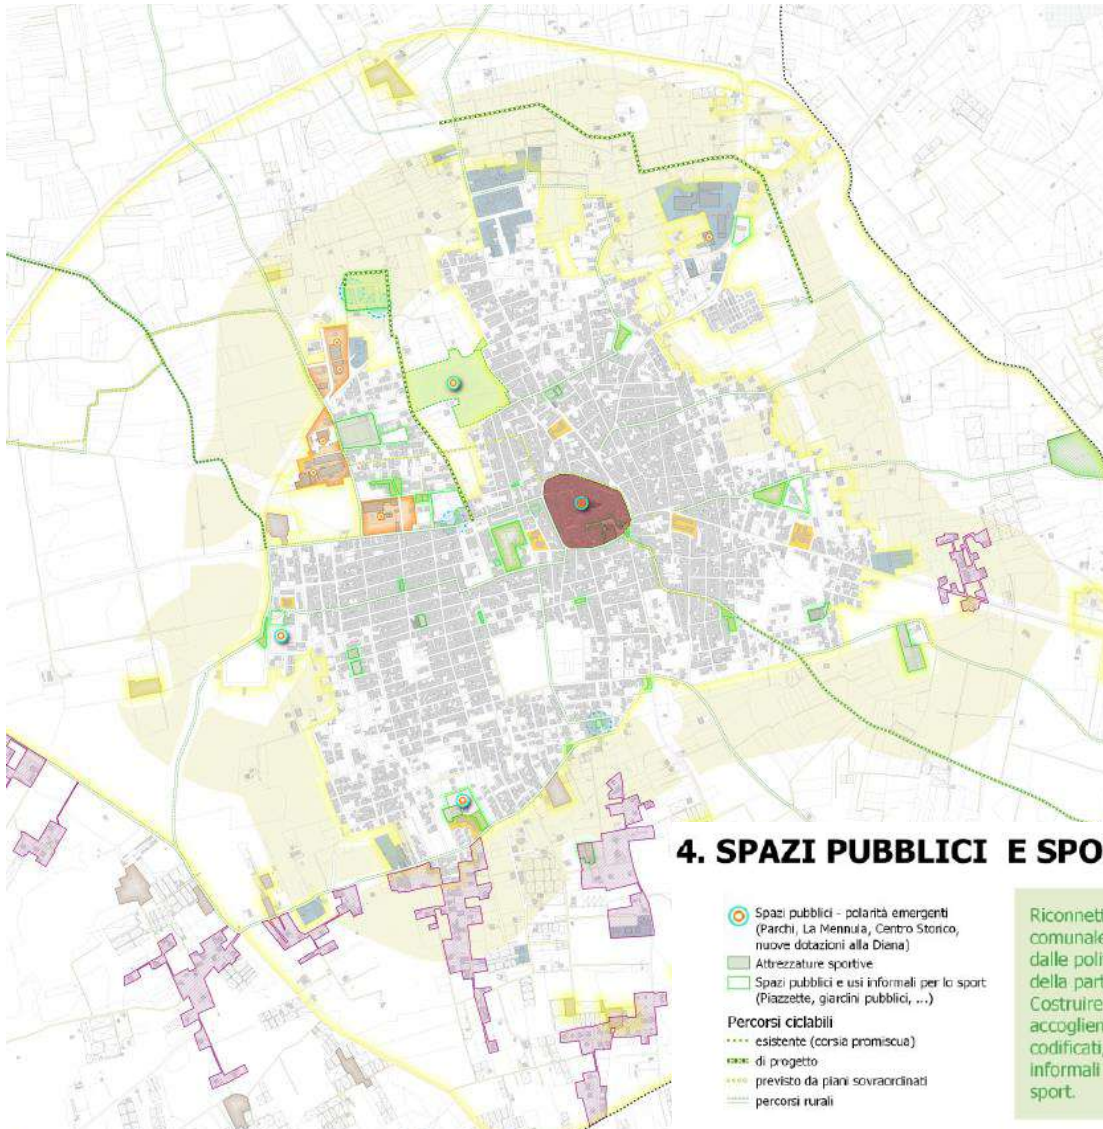 4. SPAZI PUBBLICI E SPO
Spazi pubblici - polarità emergenti
(Parchi, La Mennula, Centro Storico,
nuove dotazioni alla Diana)
Attrezzature sportive
Spazi pubblici e usi informali per lo sport
(Piazzette, giardini pubblici, ...)
Percorsi ciclabili
esistente (corsia promiscua)
di progetto
previsto da piani sovraordinati
percorsi rurali
Riconnett
comunale
dalle poli
della part
Costruire
accoglien
codificati,
informali
sport.